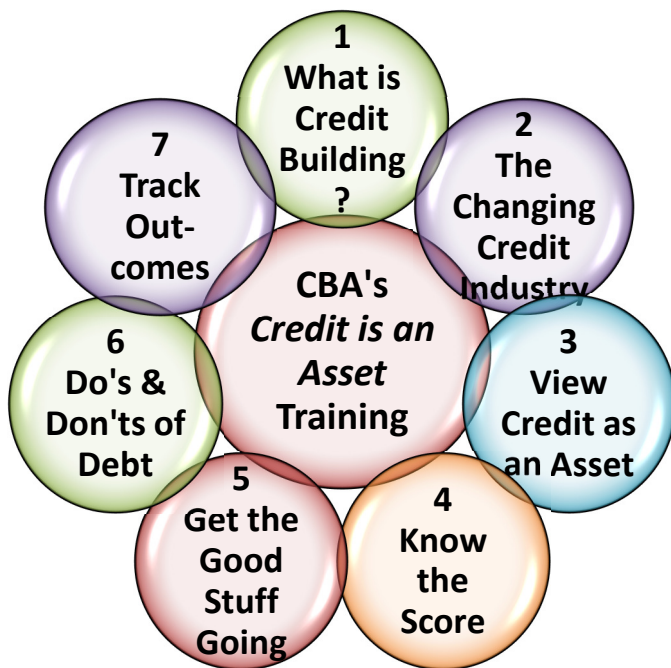 1
What is
Credit
Building
?
2
The
Changing
Credit
Industry
3
View
Credit as
an Asset
4
Know
the
Score
5
Get the
Good
Stuff
Going
6
Do's &
Don'ts of
Debt
7
Track
Out-
comes
CBA's
Credit is an
Asset
Training